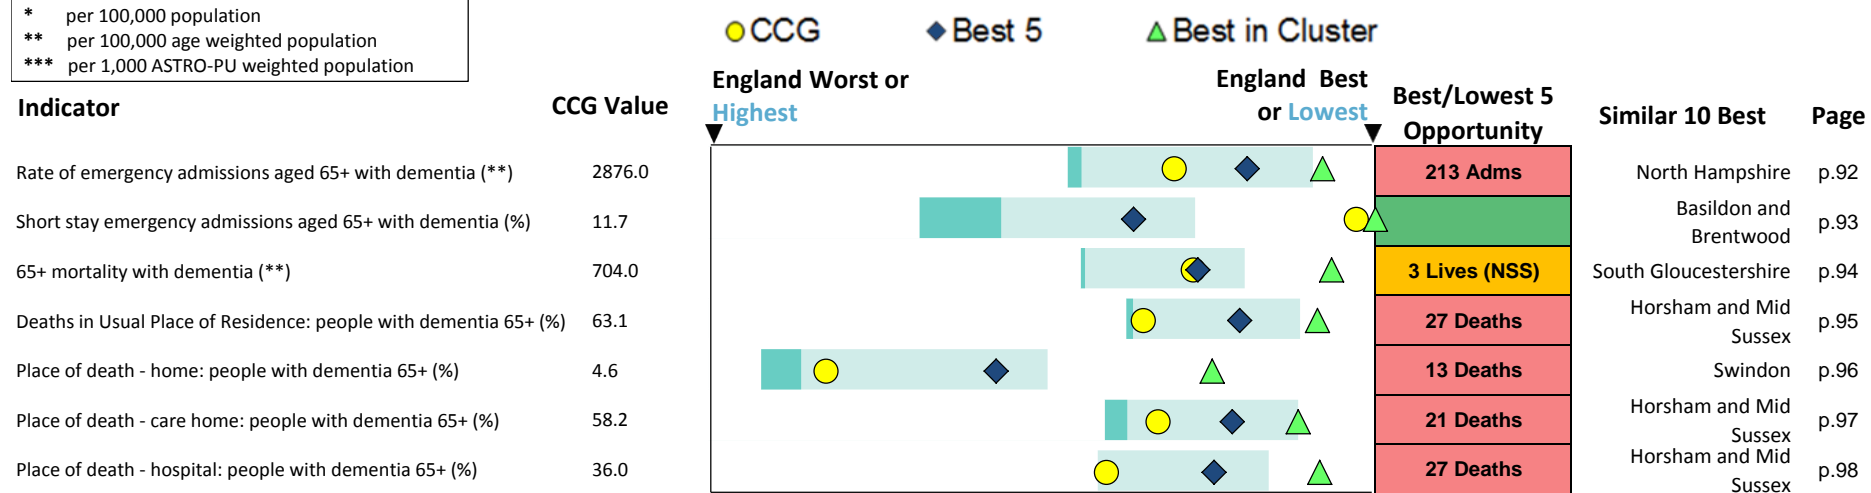 * per 100,000 population
** per 100,000 age weighted population
*** per 1,000 ASTRO-PU weighted population
CCG Best 5 Best in Cluster
Indicator
CCG Value
England Worst or
Highest
England Best
or Lowest
Best/Lowest 5
Opportunity
Similar 10 Best
Page
Rate of emergency admissions aged 65+ with dementia (**) 2876.0 213 Adms North Hampshire p.92
Short stay emergency admissions aged 65+ with dementia (%) 11.7 Basildon and
Brentwood p.93
65+ mortality with dementia (**) 704.0 3 Lives (NSS) South Gloucestershire p.94
Deaths in Usual Place of Residence: people with dementia 65+ (%) 63.1 27 Deaths Horsham and Mid
Sussex p.95
Place of death - home: people with dementia 65+ (%) 4.6 13 Deaths Swindon p.96
Place of death - care home: people with dementia 65+ (%) 58.2 21 Deaths Horsham and Mid
Sussex p.97
Place of death - hospital: people with dementia 65+ (%) 36.0 27 Deaths Horsham and Mid
Sussex p.98